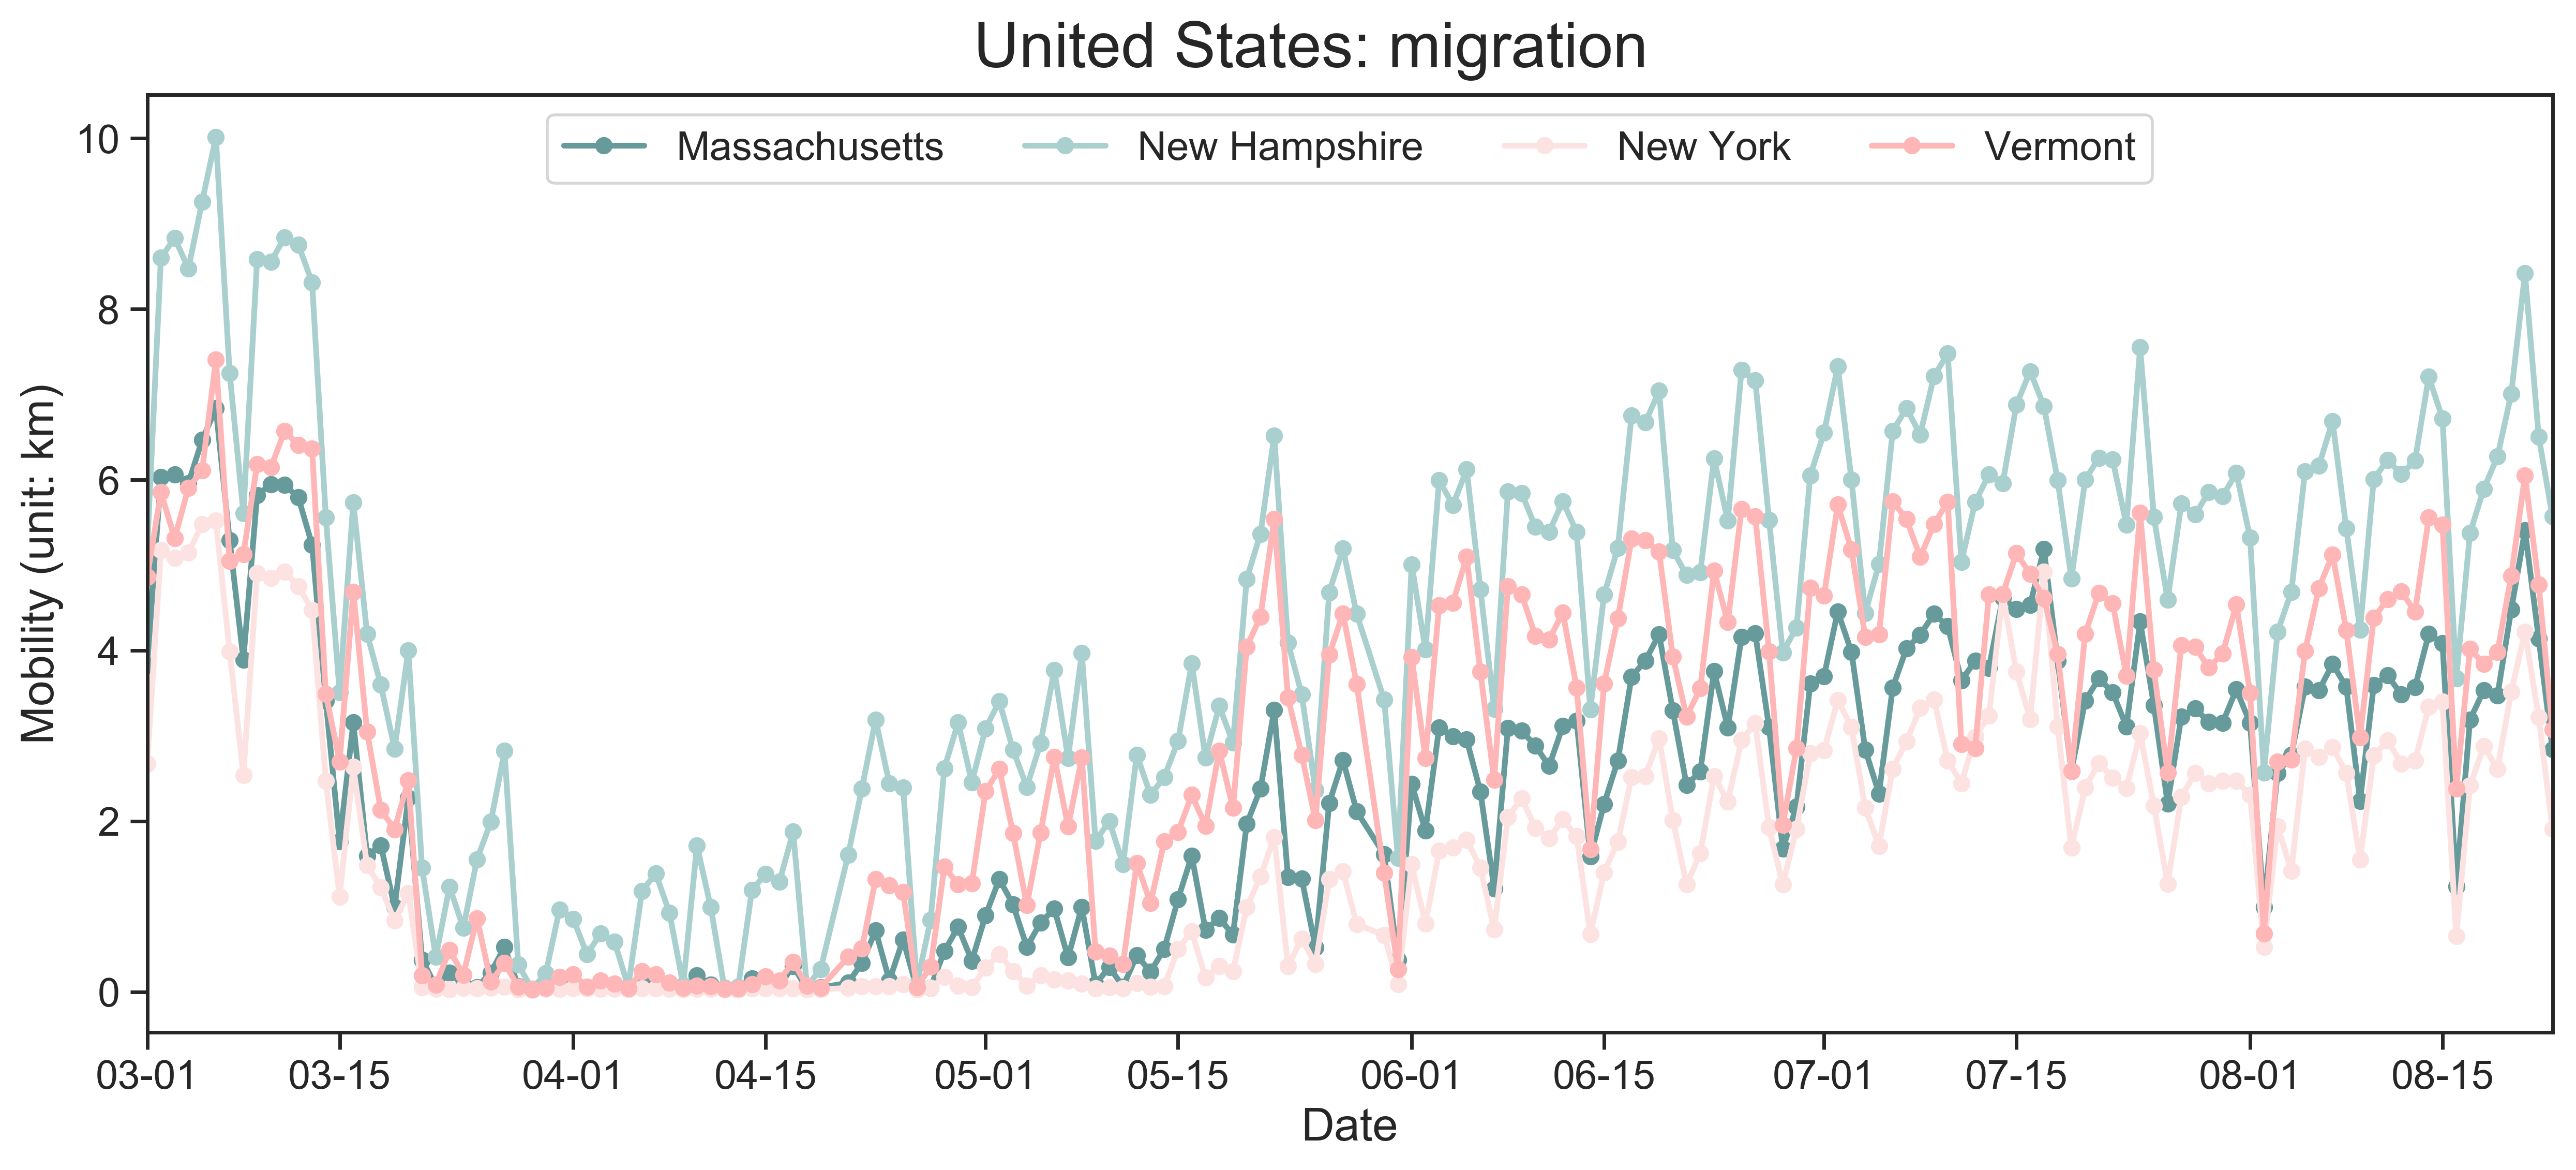 United States: migration
Massachusetts New Hampshire New York Vermont
Mobility (unit: km)
10
8
6
4
2
0
03-01 03-15 04-01 04-15 05-01 05-15 06-01 06-15 07-01 07-15 08-01 08-15
Date